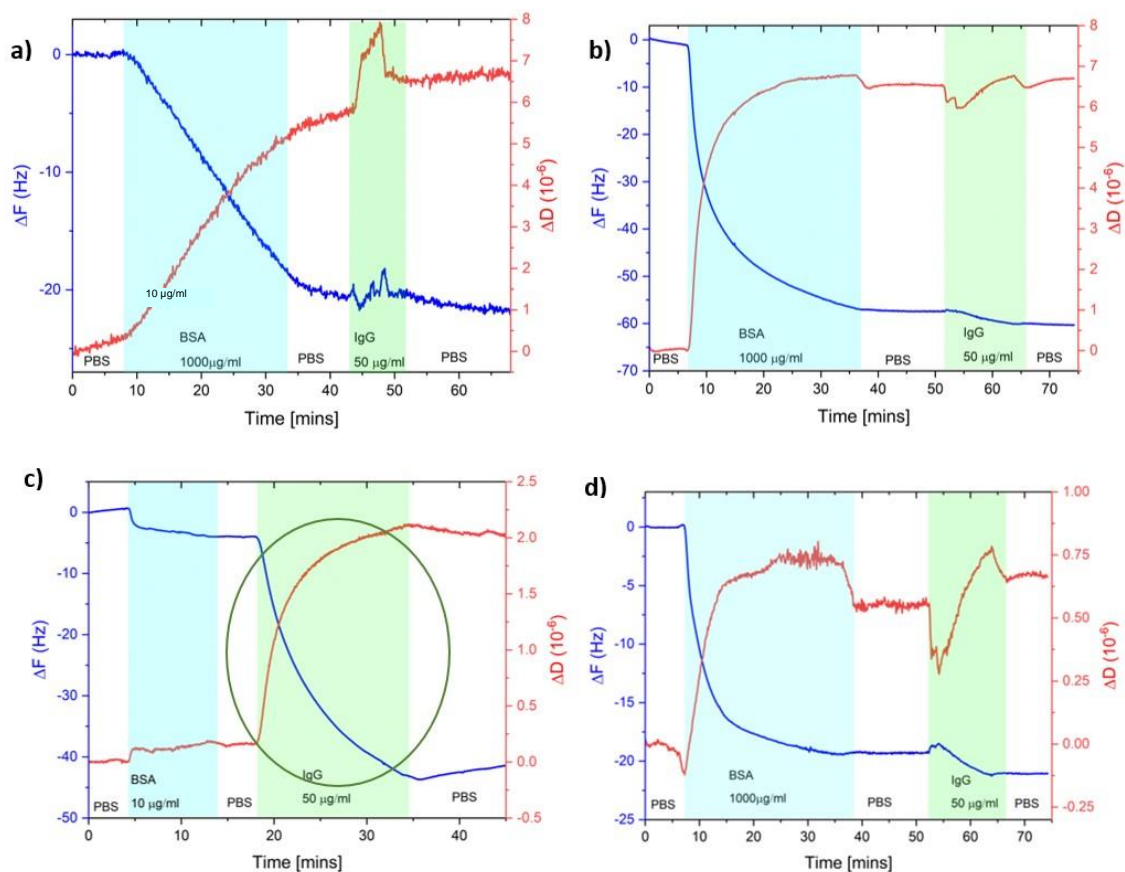 a)
ΔF (Hz)
0
-10
-20
8
7
6
5
4
3
2
1
0
ΔD (10⁻⁶)
10 µg/ml
BSA
1000µg/ml
IgG
50 µg/ml
PBS
PBS
PBS
0 10 20 30 40 50 60
Time [mins]
b)
ΔF (Hz)
0
-10
-20
-30
-40
-50
-60
-70
8
7
6
5
4
3
2
1
0
ΔD (10⁻⁶)
BSA
1000 µg/ml
IgG
50 µg/ml
PBS
PBS
PBS
0 10 20 30 40 50 60 70
Time [mins]
c)
ΔF (Hz)
0
-10
-20
-30
-40
-50
2.5
2.0
1.5
1.0
0.5
0.0
-0.5
ΔD (10⁻⁶)
BSA
10 µg/ml
IgG
50 µg/ml
PBS
PBS
PBS
0 10 20 30 40
Time [mins]
d)
ΔF (Hz)
0
-5
-10
-15
-20
-25
1.00
0.75
0.50
0.25
0.00
-0.25
ΔD (10⁻⁶)
BSA
1000µg/ml
IgG
50 µg/ml
PBS
PBS
PBS
0 10 20 30 40 50 60 70
Time [mins]